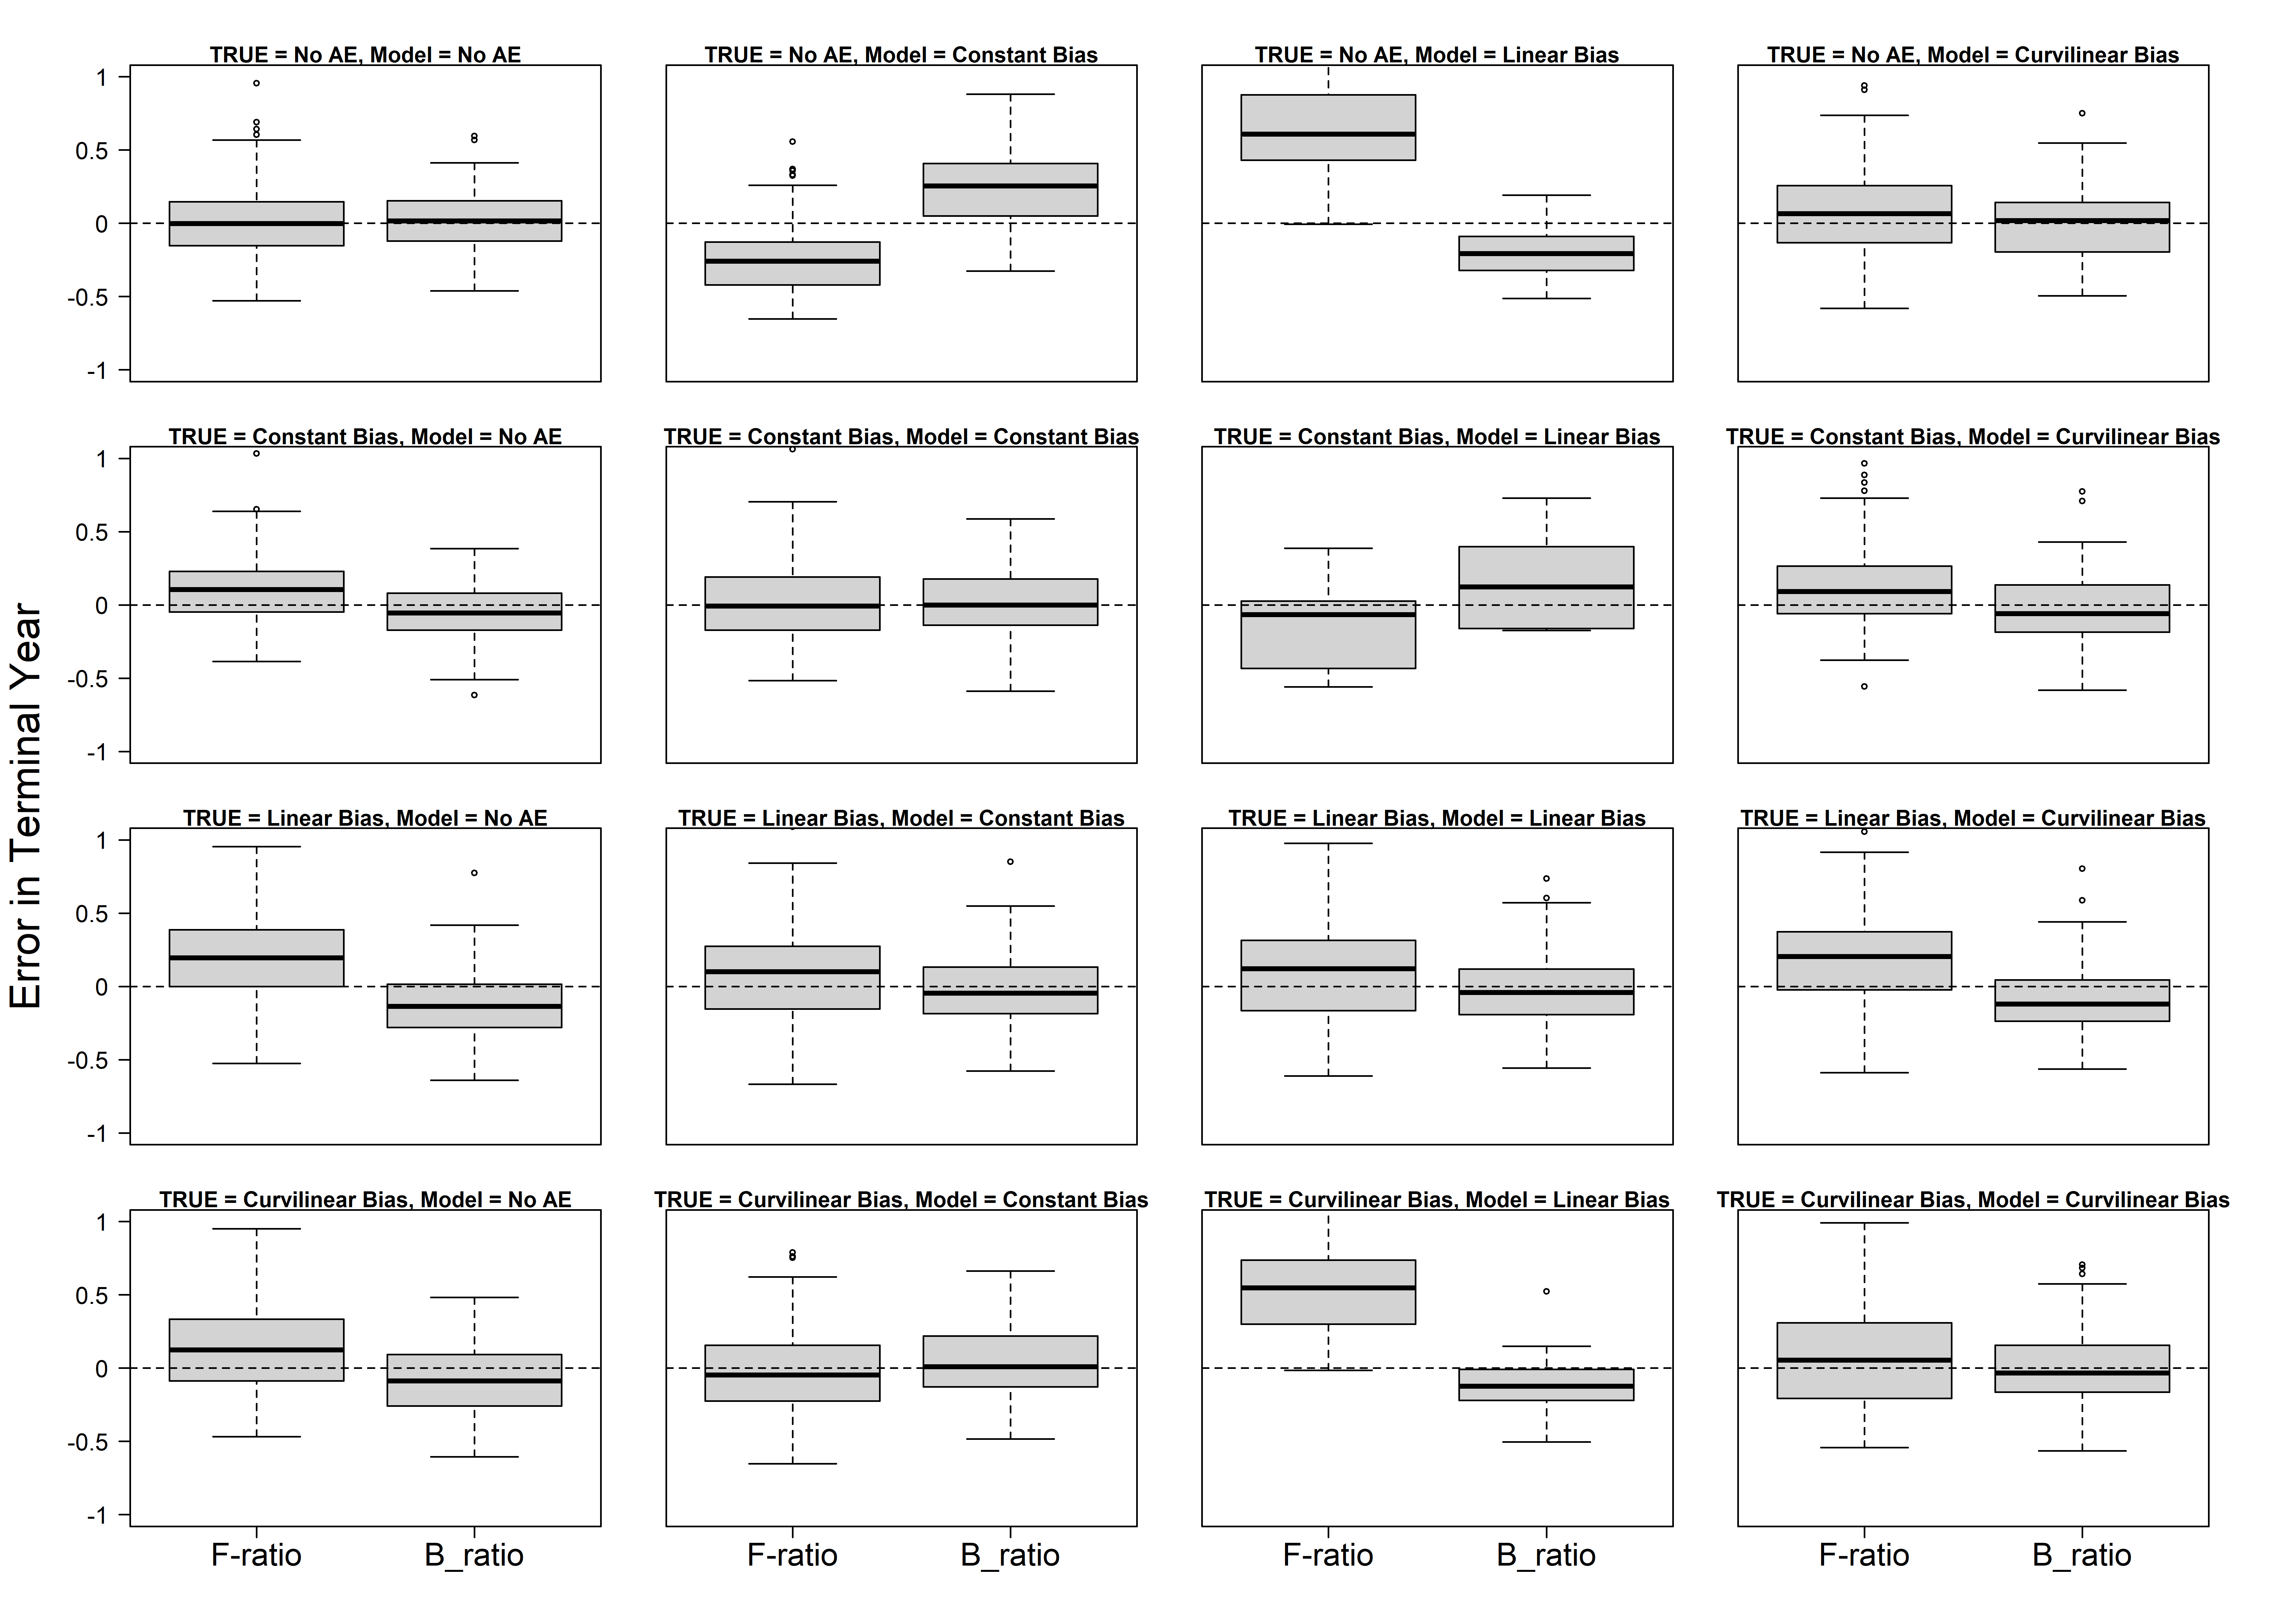 TRUE = No AE, Model = No AE
TRUE = No AE, Model = Constant Bias
TRUE = No AE, Model = Linear Bias
TRUE = No AE, Model = Curvilinear Bias
1
0.5
0
-0.5
-1
TRUE = Constant Bias, Model = No AE
TRUE = Constant Bias, Model = Constant Bias
TRUE = Constant Bias, Model = Linear Bias
TRUE = Constant Bias, Model = Curvilinear Bias
1
0.5
0
-0.5
-1
Error in Terminal Year
TRUE = Linear Bias, Model = No AE
TRUE = Linear Bias, Model = Constant Bias
TRUE = Linear Bias, Model = Linear Bias
TRUE = Linear Bias, Model = Curvilinear Bias
1
0.5
0
-0.5
-1
TRUE = Curvilinear Bias, Model = No AE
TRUE = Curvilinear Bias, Model = Constant Bias
TRUE = Curvilinear Bias, Model = Linear Bias
TRUE = Curvilinear Bias, Model = Curvilinear Bias
1
0.5
0
-0.5
-1
F-ratio B_ratio
F-ratio B_ratio
F-ratio B_ratio
F-ratio B_ratio